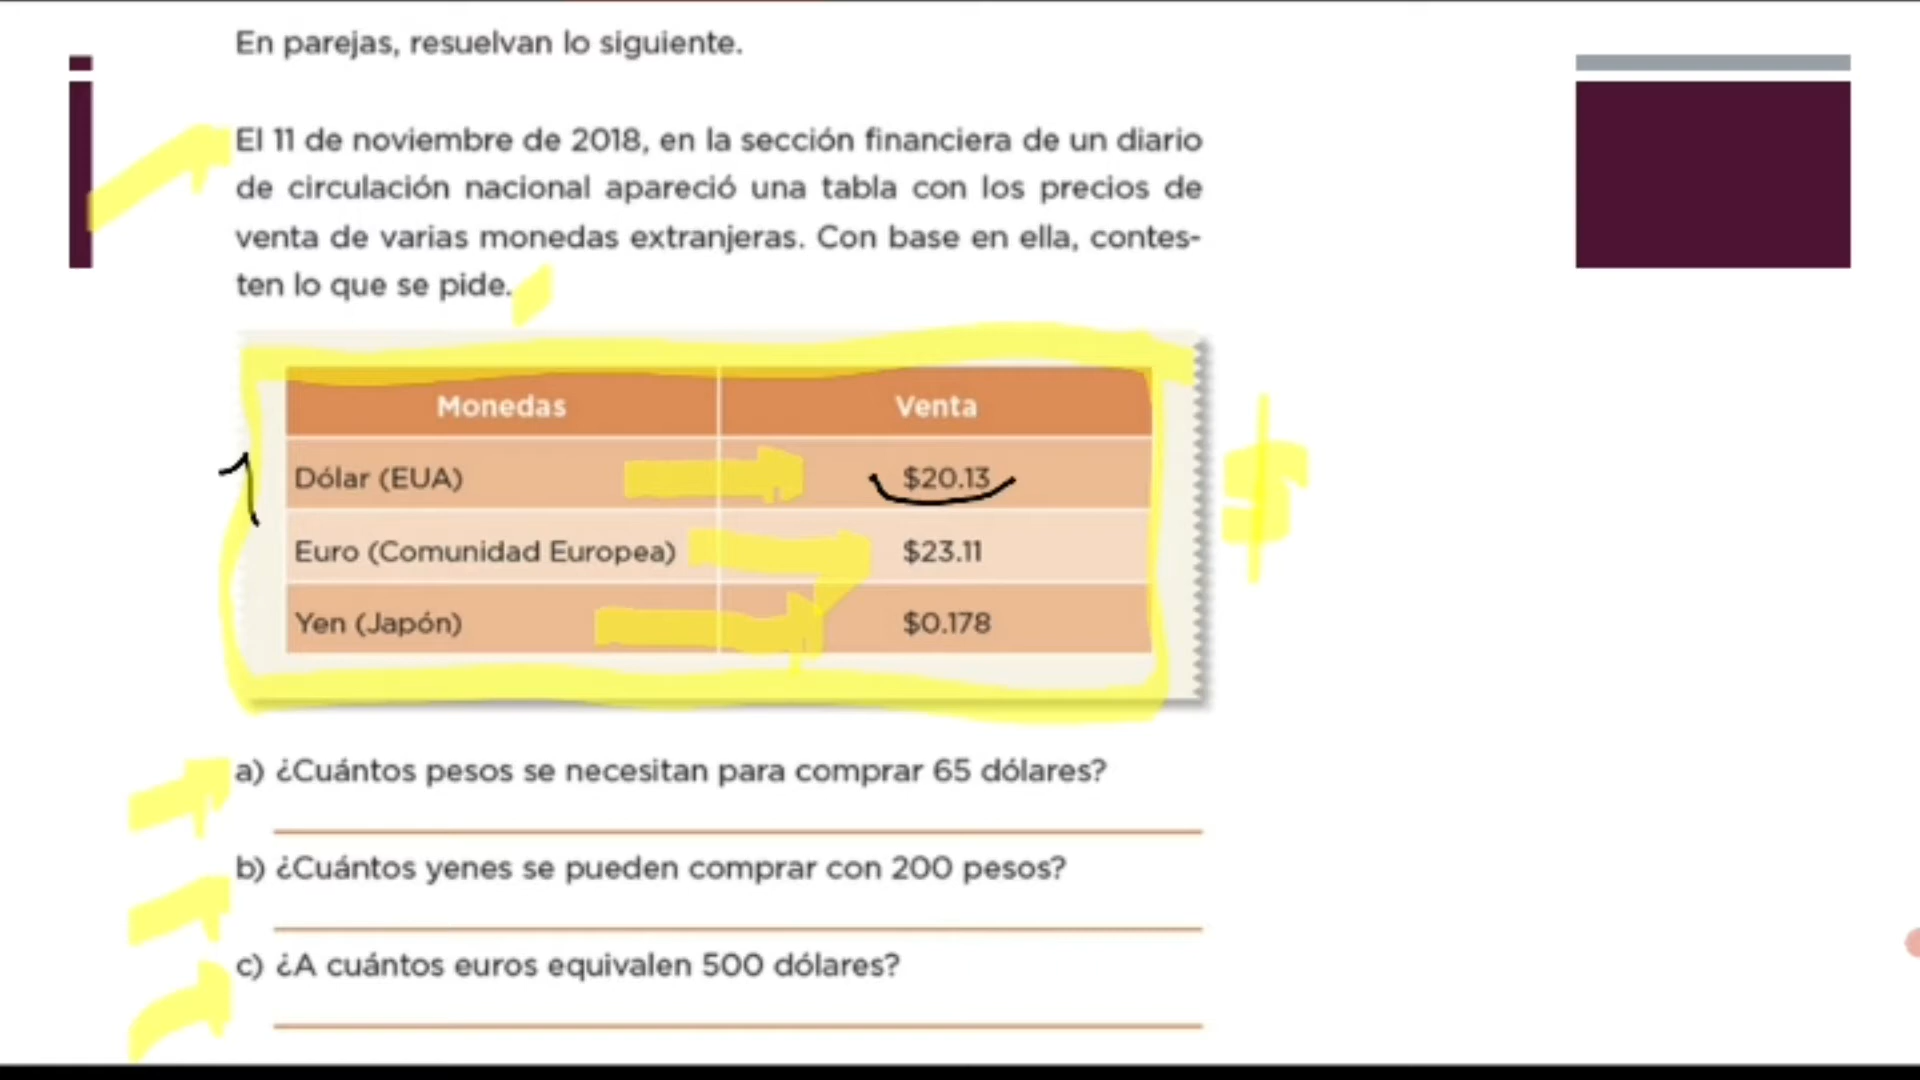 En parejas, resuelvan lo siguiente.
El 11 de noviembre de 2018, en la sección financiera de un diario
de circulación nacional apareció una tabla con los precios de
venta de varias monedas extranjeras. Con base en ella, contes-
ten lo que se pide.
Monedas Venta
Dólar (EUA) $20.13
Euro (Comunidad Europea) $23.11
Yen (Japón) $0.178
1
$
a) ¿Cuántos pesos se necesitan para comprar 65 dólares?
b) ¿Cuántos yenes se pueden comprar con 200 pesos?
c) ¿A cuántos euros equivalen 500 dólares?